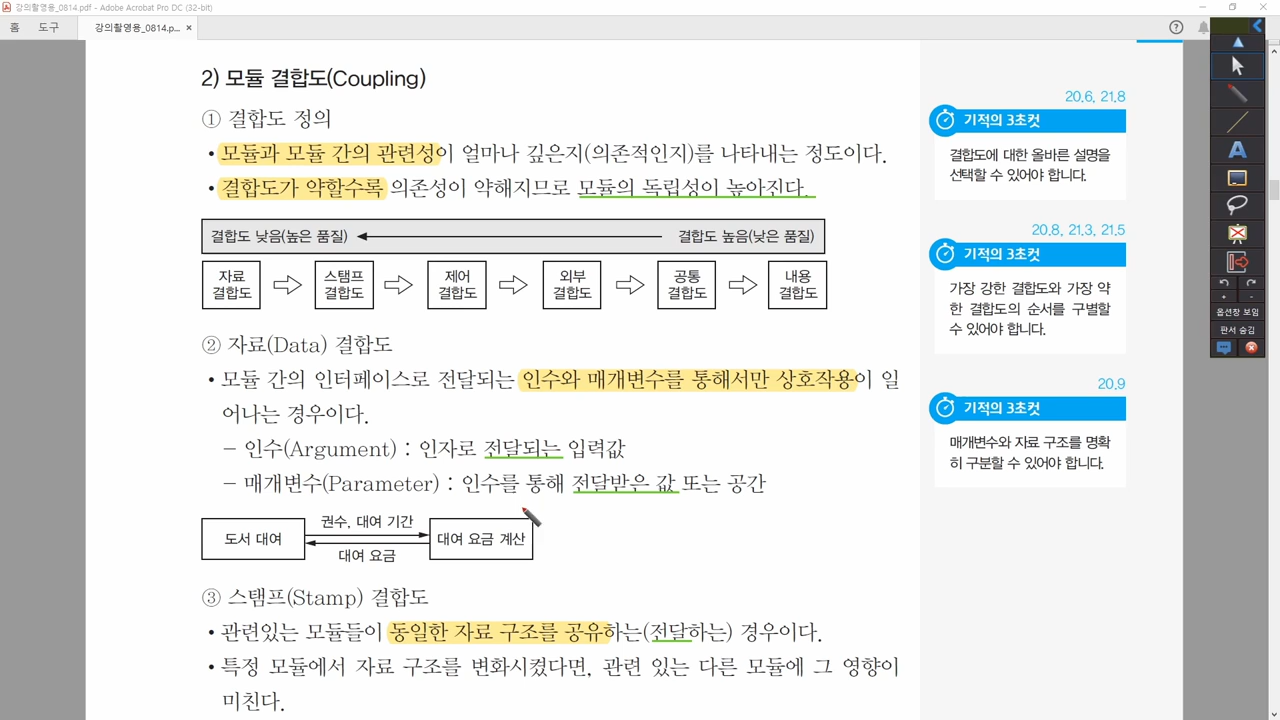 강의촬영용_0814.pdf - Adobe Acrobat Pro DC (32-bit)
홈 도구 강의촬영용_0814.p... ×
2) 모듈 결합도(Coupling)
① 결합도 정의
• 모듈과 모듈 간의 관련성이 얼마나 깊은지(의존적인지)를 나타내는 정도이다.
• 결합도가 약할수록 의존성이 약해지므로 모듈의 독립성이 높아진다.
결합도 낮음(높은 품질) 결합도 높음(낮은 품질)
자료 결합도
스탬프 결합도
제어 결합도
외부 결합도
공통 결합도
내용 결합도
② 자료(Data) 결합도
• 모듈 간의 인터페이스로 전달되는 인수와 매개변수를 통해서만 상호작용이 일
어나는 경우이다.
– 인수(Argument) : 인자로 전달되는 입력값
– 매개변수(Parameter) : 인수를 통해 전달받은 값 또는 공간
권수, 대여 기간
도서 대여
대여 요금 계산
대여 요금
③ 스탬프(Stamp) 결합도
• 관련있는 모듈들이 동일한 자료 구조를 공유하는(전달하는) 경우이다.
• 특정 모듈에서 자료 구조를 변화시켰다면, 관련 있는 다른 모듈에 그 영향이
미친다.
20.6, 21.8
기적의 3초컷
결합도에 대한 올바른 설명을
선택할 수 있어야 합니다.
20.8, 21.3, 21.5
기적의 3초컷
가장 강한 결합도와 가장 약
한 결합도의 순서를 구별할
수 있어야 합니다.
20.9
기적의 3초컷
매개변수와 자료 구조를 명확
히 구분할 수 있어야 합니다.
A
+ -
옵션창 보임
판서 숨김